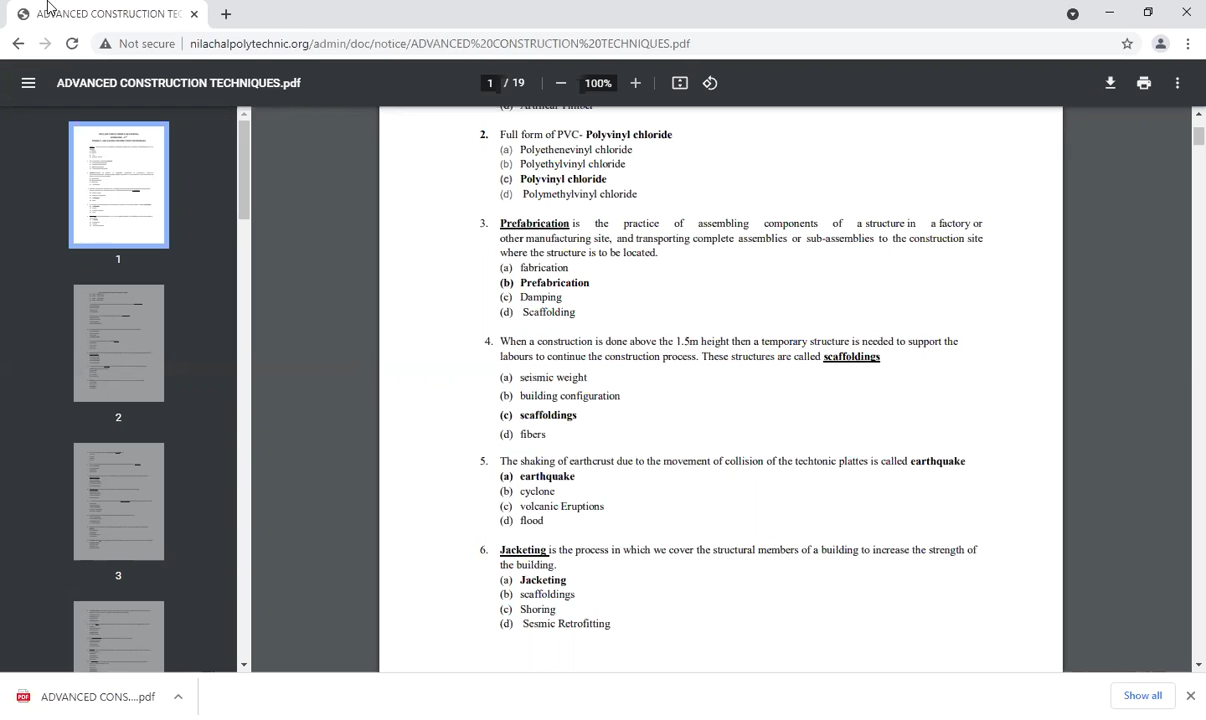 ADVANCED CONSTRUCTION TEC
Not secure nilachalpolytechnic.org/admin/doc/notice/ADVANCED%20CONSTRUCTION%20TECHNIQUES.pdf
ADVANCED CONSTRUCTION TECHNIQUES.pdf
1 / 19
100%
(d) Artificial Timber
2. Full form of PVC- Polyvinyl chloride
(a) Polyethenevinyl chloride
(b) Polyethylvinyl chloride
(c) Polyvinyl chloride
(d) Polymethylvinyl chloride
3. Prefabrication is the practice of assembling components of a structure in a factory or
other manufacturing site, and transporting complete assemblies or sub-assemblies to the construction site
where the structure is to be located.
(a) fabrication
(b) Prefabrication
(c) Damping
(d) Scaffolding
4. When a construction is done above the 1.5m height then a temporary structure is needed to support the
labours to continue the construction process. These structures are called scaffoldings
(a) seismic weight
(b) building configuration
(c) scaffoldings
(d) fibers
5. The shaking of earthcrust due to the movement of collision of the techtonic plattes is called earthquake
(a) earthquake
(b) cyclone
(c) volcanic Eruptions
(d) flood
6. Jacketing is the process in which we cover the structural members of a building to increase the strength of
the building.
(a) Jacketing
(b) scaffoldings
(c) Shoring
(d) Sesmic Retrofitting
1
2
3
PDF ADVANCED CONS....pdf
Show all